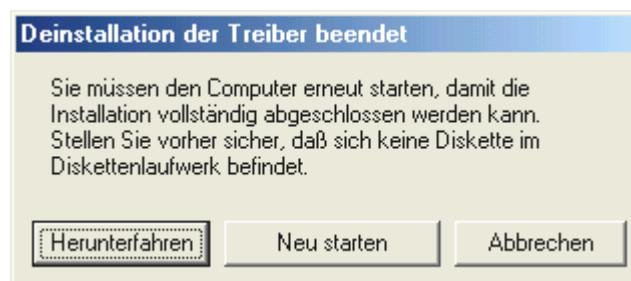 Deinstallation der Treiber beendet
Sie müssen den Computer erneut starten, damit die
Installation vollständig abgeschlossen werden kann.
Stellen Sie vorher sicher, daß sich keine Diskette im
Diskettenlaufwerk befindet.
Herunterfahren Neu starten Abbrechen